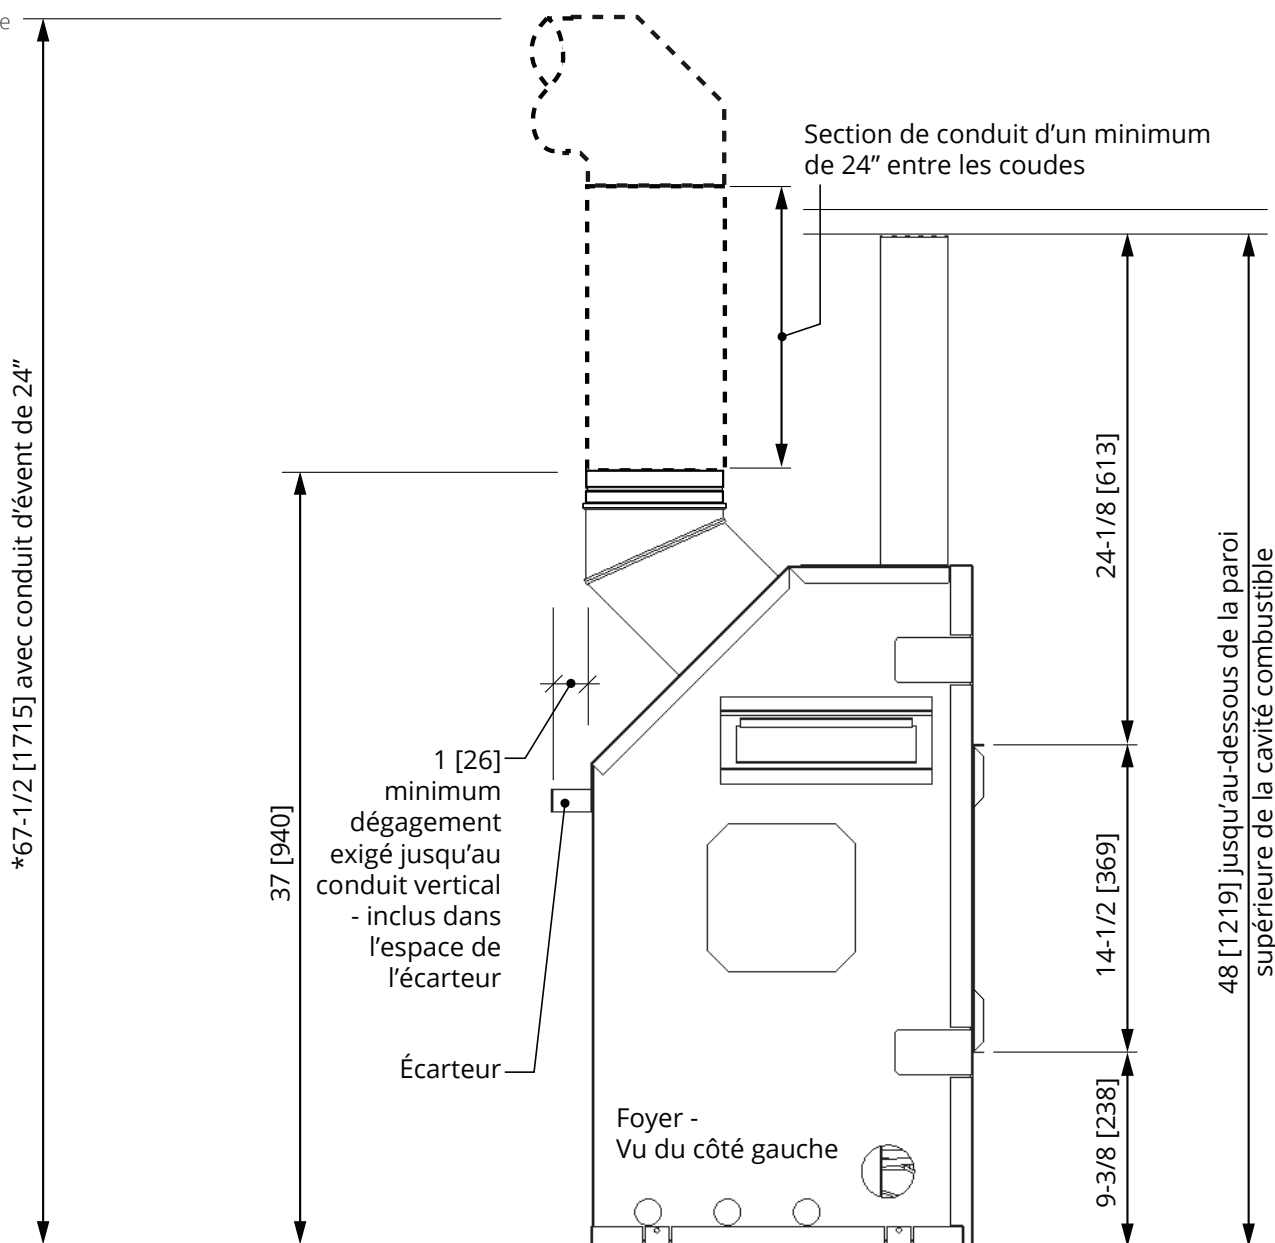 e
Section de conduit d'un minimum
de 24” entre les coudes
*67-1/2 [1715] avec conduit d'évent de 24”
37 [940]
1 [26]
minimum
dégagement
exigé jusqu'au
conduit vertical
- inclus dans
l'espace de
l'écarteur
Écarteur
Foyer -
Vu du côté gauche
24-1/8 [613]
14-1/2 [369]
9-3/8 [238]
48 [1219] jusqu'au-dessous de la paroi
supérieure de la cavité combustible